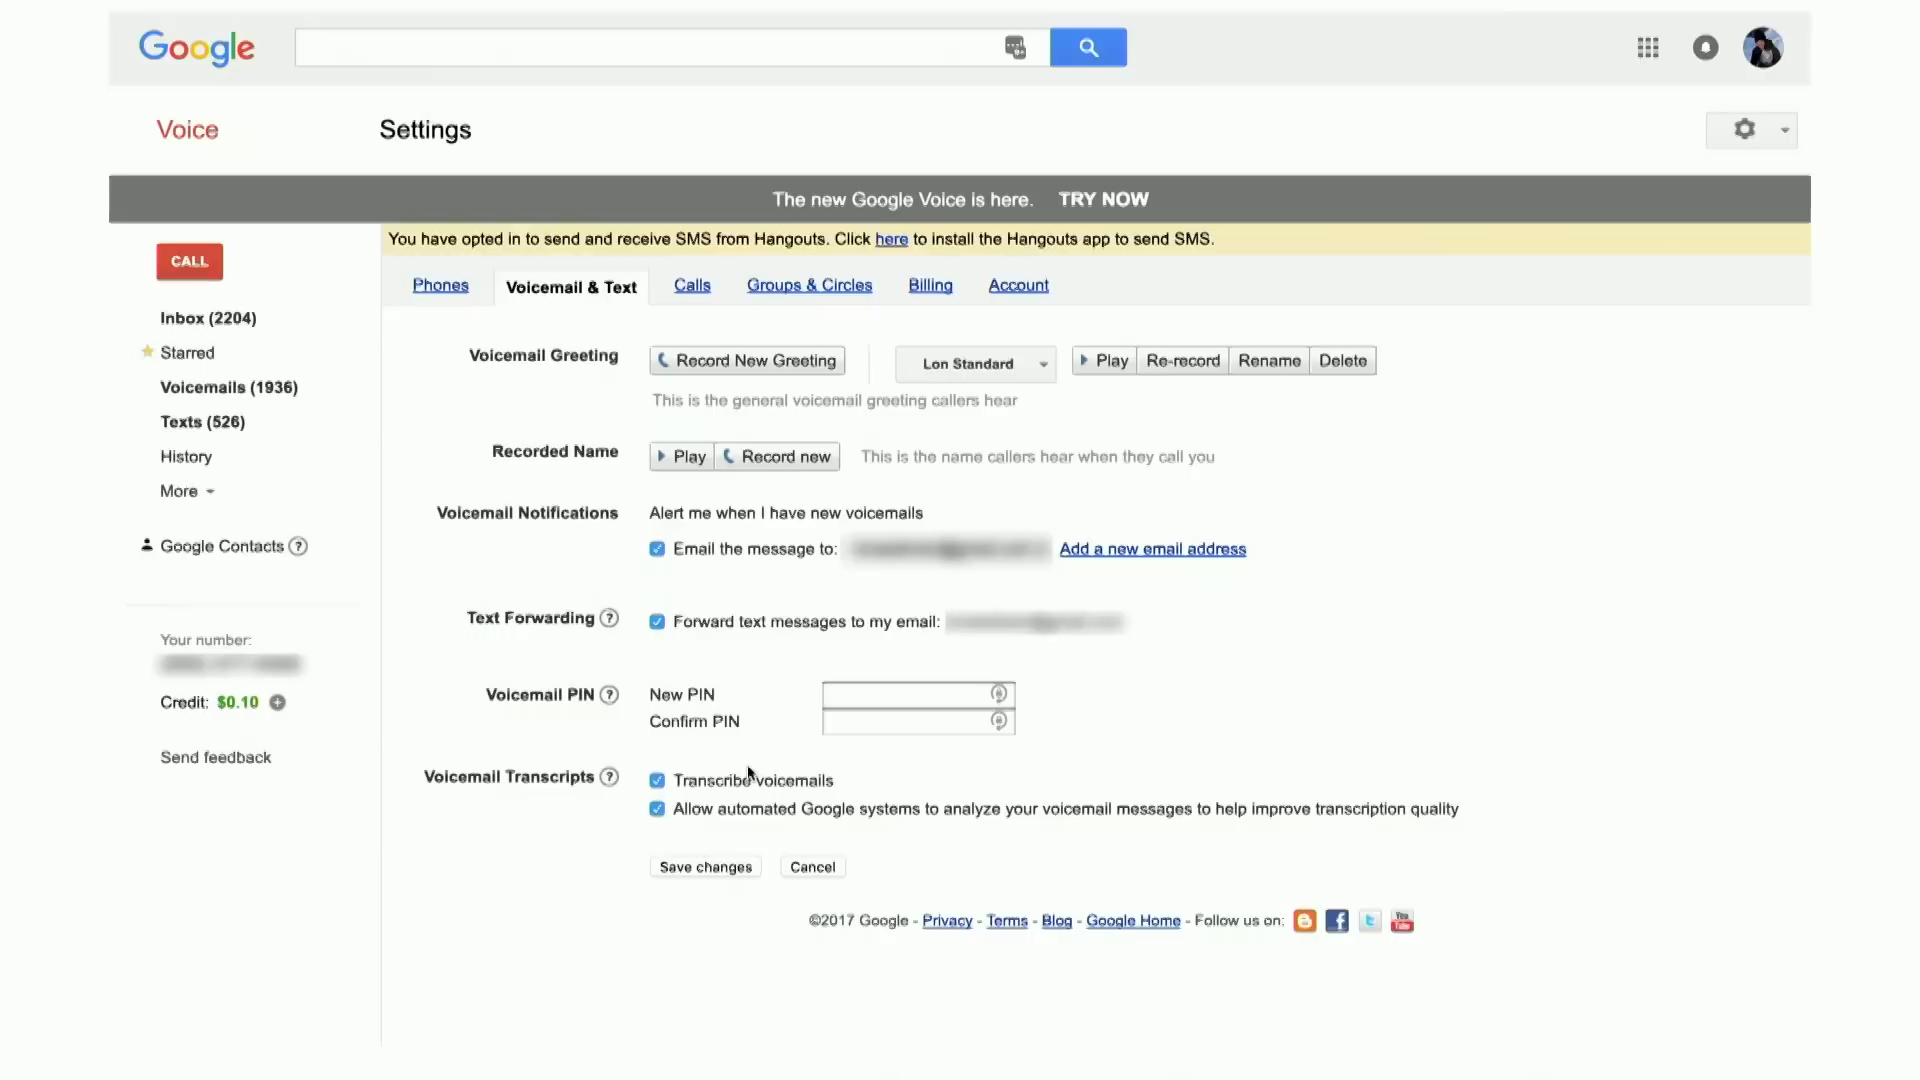 Google
Voice
Settings
The new Google Voice is here. TRY NOW
You have opted in to send and receive SMS from Hangouts. Click here to install the Hangouts app to send SMS.
CALL
Phones
Voicemail & Text
Calls
Groups & Circles
Billing
Account
Inbox (2204)
Starred
Voicemails (1936)
Texts (526)
History
More
Google Contacts ?
Your number:
Credit: $0.10
Send feedback
Voicemail Greeting
Record New Greeting
Lon Standard
Play
Re-record
Rename
Delete
This is the general voicemail greeting callers hear
Recorded Name
Play
Record new
This is the name callers hear when they call you
Voicemail Notifications
Alert me when I have new voicemails
Email the message to:
Add a new email address
Text Forwarding ?
Forward text messages to my email:
Voicemail PIN ?
New PIN
Confirm PIN
Voicemail Transcripts ?
Transcribe voicemails
Allow automated Google systems to analyze your voicemail messages to help improve transcription quality
Save changes
Cancel
©2017 Google - Privacy - Terms - Blog - Google Home - Follow us on:
You Tube